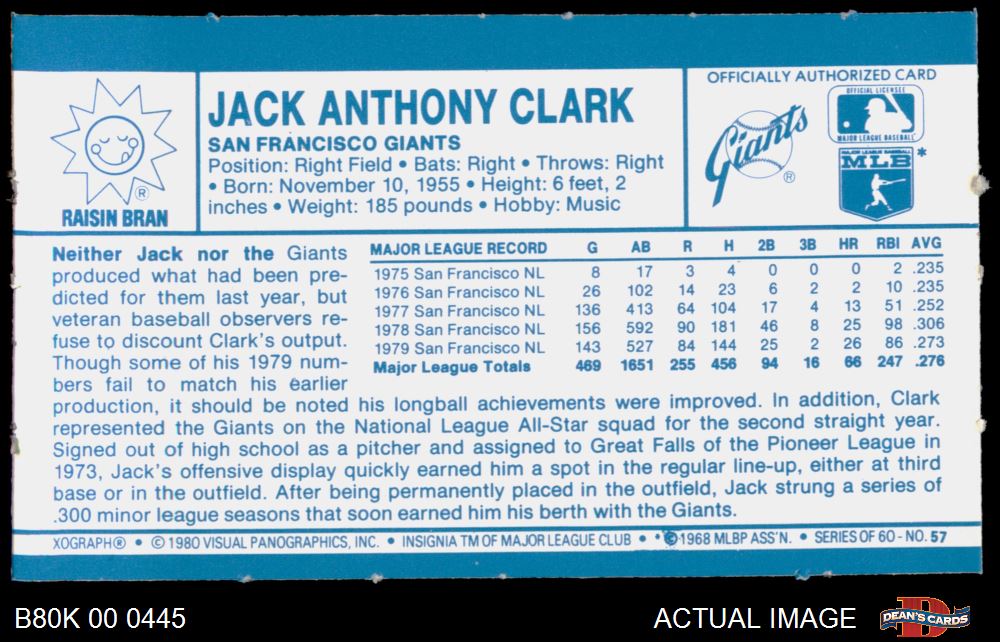 JACK ANTHONY CLARK
SAN FRANCISCO GIANTS
Position: Right Field • Bats: Right • Throws: Right
• Born: November 10, 1955 • Height: 6 feet, 2
inches • Weight: 185 pounds • Hobby: Music
®
RAISIN BRAN
OFFICIALLY AUTHORIZED CARD
Giants
®
OFFICIAL LICENSEE
MAJOR LEAGUE BASEBALL
MAJOR LEAGUE BASEBALL
MLB *
Neither Jack nor the Giants
produced what had been pre-
dicted for them last year, but
veteran baseball observers re-
fuse to discount Clark's output.
Though some of his 1979 num-
bers fail to match his earlier
MAJOR LEAGUE RECORD G AB R H 2B 3B HR RBI AVG
1975 San Francisco NL 8 17 3 4 0 0 0 2 .235
1976 San Francisco NL 26 102 14 23 6 2 2 10 .235
1977 San Francisco NL 136 413 64 104 17 4 13 51 .252
1978 San Francisco NL 156 592 90 181 46 8 25 98 .306
1979 San Francisco NL 143 527 84 144 25 2 26 86 .273
Major League Totals 469 1651 255 456 94 16 66 247 .276
production, it should be noted his longball achievements were improved. In addition, Clark
represented the Giants on the National League All-Star squad for the second straight year.
Signed out of high school as a pitcher and assigned to Great Falls of the Pioneer League in
1973, Jack's offensive display quickly earned him a spot in the regular line-up, either at third
base or in the outfield. After being permanently placed in the outfield, Jack strung a series of
.300 minor league seasons that soon earned him his berth with the Giants.
XOGRAPH® • © 1980 VISUAL PANOGRAPHICS, INC. • INSIGNIA TM OF MAJOR LEAGUE CLUB • * © 1968 MLBP ASS'N. • SERIES OF 60 - NO. 57
B80K 00 0445
ACTUAL IMAGE
D
DEAN'S CARDS